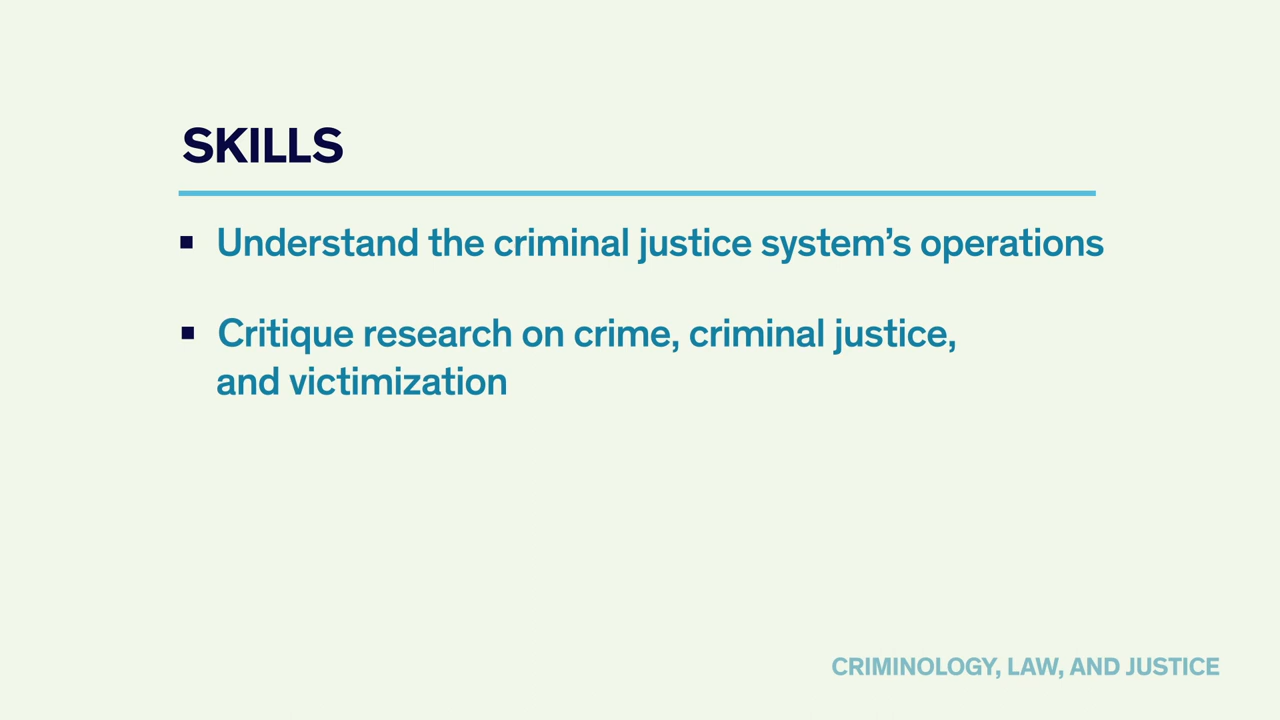 SKILLS
▪ Understand the criminal justice system’s operations
▪ Critique research on crime, criminal justice,
and victimization
CRIMINOLOGY, LAW, AND JUSTICE